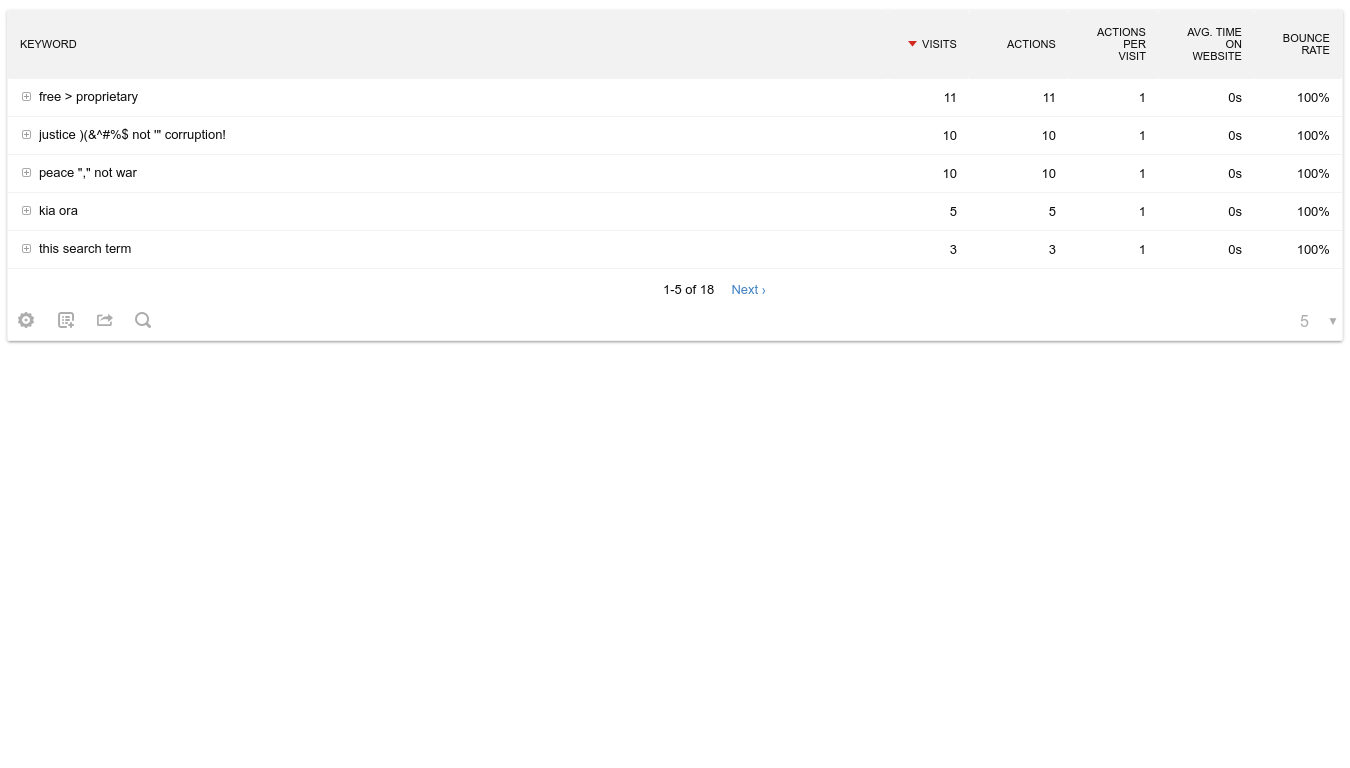 KEYWORD VISITS ACTIONS ACTIONS PER VISIT AVG. TIME ON WEBSITE BOUNCE RATE
free > proprietary 11 11 1 0s 100%
justice )(&^#%$ not '" corruption! 10 10 1 0s 100%
peace "," not war 10 10 1 0s 100%
kia ora 5 5 1 0s 100%
this search term 3 3 1 0s 100%
1-5 of 18 Next ›
5